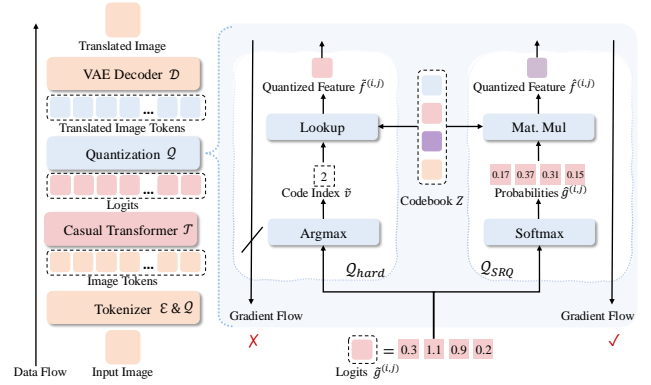 Translated Image
VAE Decoder 𝒟
Translated Image Tokens
Quantization 𝒬
Logits
Casual Transformer 𝒯
Image Tokens
Tokenizer ℰ & 𝒬
Input Image
Data Flow
Quantized Feature f̃^(i,j)
Lookup
2
Code Index ṽ
Argmax
𝒬_hard
Gradient Flow
✗
Codebook Z
Quantized Feature f̂^(i,j)
Mat. Mul
0.17 0.37 0.31 0.15
Probabilities ĝ^(i,j)
Softmax
𝒬_SRQ
Gradient Flow
✓
= 0.3 1.1 0.9 0.2
Logits g̃^(i,j)